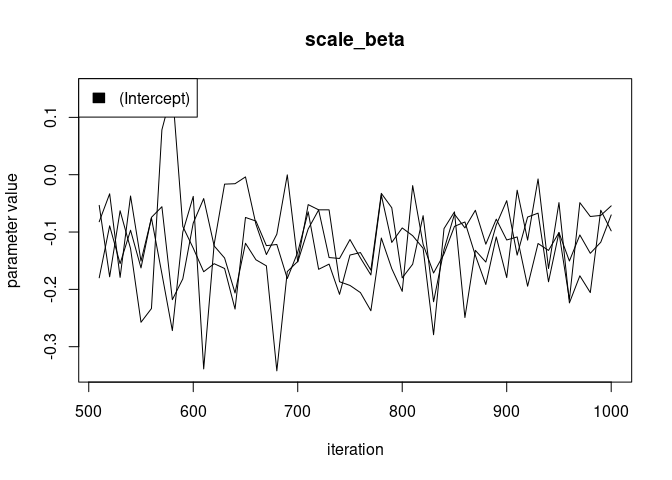 scale_beta
(Intercept)
0.1
0.0
-0.1
-0.2
-0.3
parameter value
500
600
700
800
900
1000
iteration